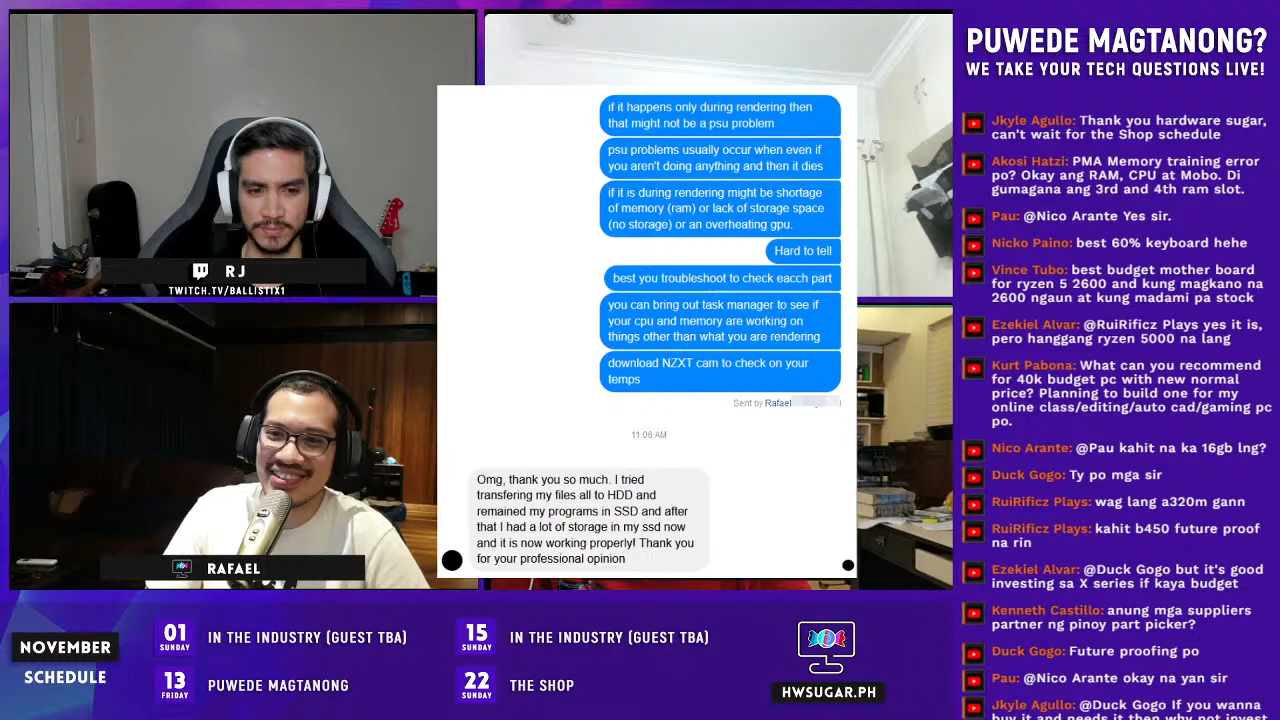 PUWEDE MAGTANONG?
WE TAKE YOUR TECH QUESTIONS LIVE!
RJ
TWITCH.TV/BALLISTIX1
RAFAEL
if it happens only during rendering then
that might not be a psu problem
psu problems usually occur when even if
you aren't doing anything and then it dies
if it is during rendering might be shortage
of memory (ram) or lack of storage space
(no storage) or an overheating gpu.
Hard to tell
best you troubleshoot to check eacch part
you can bring out task manager to see if
your cpu and memory are working on
things other than what you are rendering
download NZXT cam to check on your
temps
Sent by Rafael
11:06 AM
Omg, thank you so much. I tried
transfering my files all to HDD and
remained my programs in SSD and after
that I had a lot of storage in my ssd now
and it is now working properly! Thank you
for your professional opinion
Jkyle Agullo: Thank you hardware sugar,
can't wait for the Shop schedule
Akosi Hatzi: PMA Memory training error
po? Okay ang RAM, CPU at Mobo. Di
gumagana ang 3rd and 4th ram slot.
Pau: @Nico Arante Yes sir.
Nicko Paino: best 60% keyboard hehe
Vince Tubo: best budget mother board
for ryzen 5 2600 and kung magkano na
2600 ngaun at kung madami pa stock
Ezekiel Alvar: @RuiRificz Plays yes it is,
pero hanggang ryzen 5000 na lang
Kurt Pabona: What can you recommend
for 40k budget pc with new normal
price? Planning to build one for my
online class/editing/auto cad/gaming pc
po.
Nico Arante: @Pau kahit na ka 16gb lng?
Duck Gogo: Ty po mga sir
RuiRificz Plays: wag lang a320m gann
RuiRificz Plays: kahit b450 future proof
na rin
Ezekiel Alvar: @Duck Gogo but it's good
investing sa X series if kaya budget
Kenneth Castillo: anung mga suppliers
partner ng pinoy part picker?
Duck Gogo: Future proofing po
Pau: @Nico Arante okay na yan sir
Jkyle Agullo: @Duck Gogo If you wanna
buy it and needs it then why not invest
NOVEMBER
SCHEDULE
01
SUNDAY
IN THE INDUSTRY (GUEST TBA)
13
FRIDAY
PUWEDE MAGTANONG
15
SUNDAY
IN THE INDUSTRY (GUEST TBA)
22
SUNDAY
THE SHOP
HWSUGAR.PH